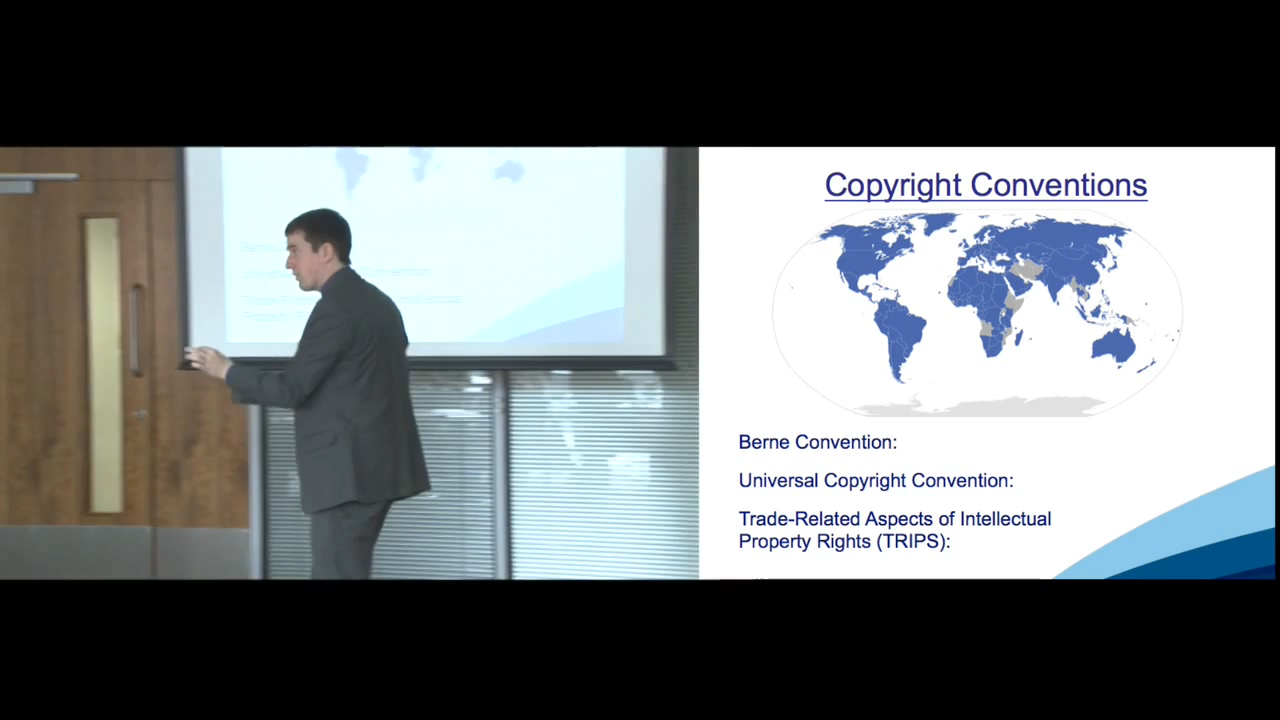 Copyright Conventions
Berne Convention:
Universal Copyright Convention:
Trade-Related Aspects of Intellectual
Property Rights (TRIPS):